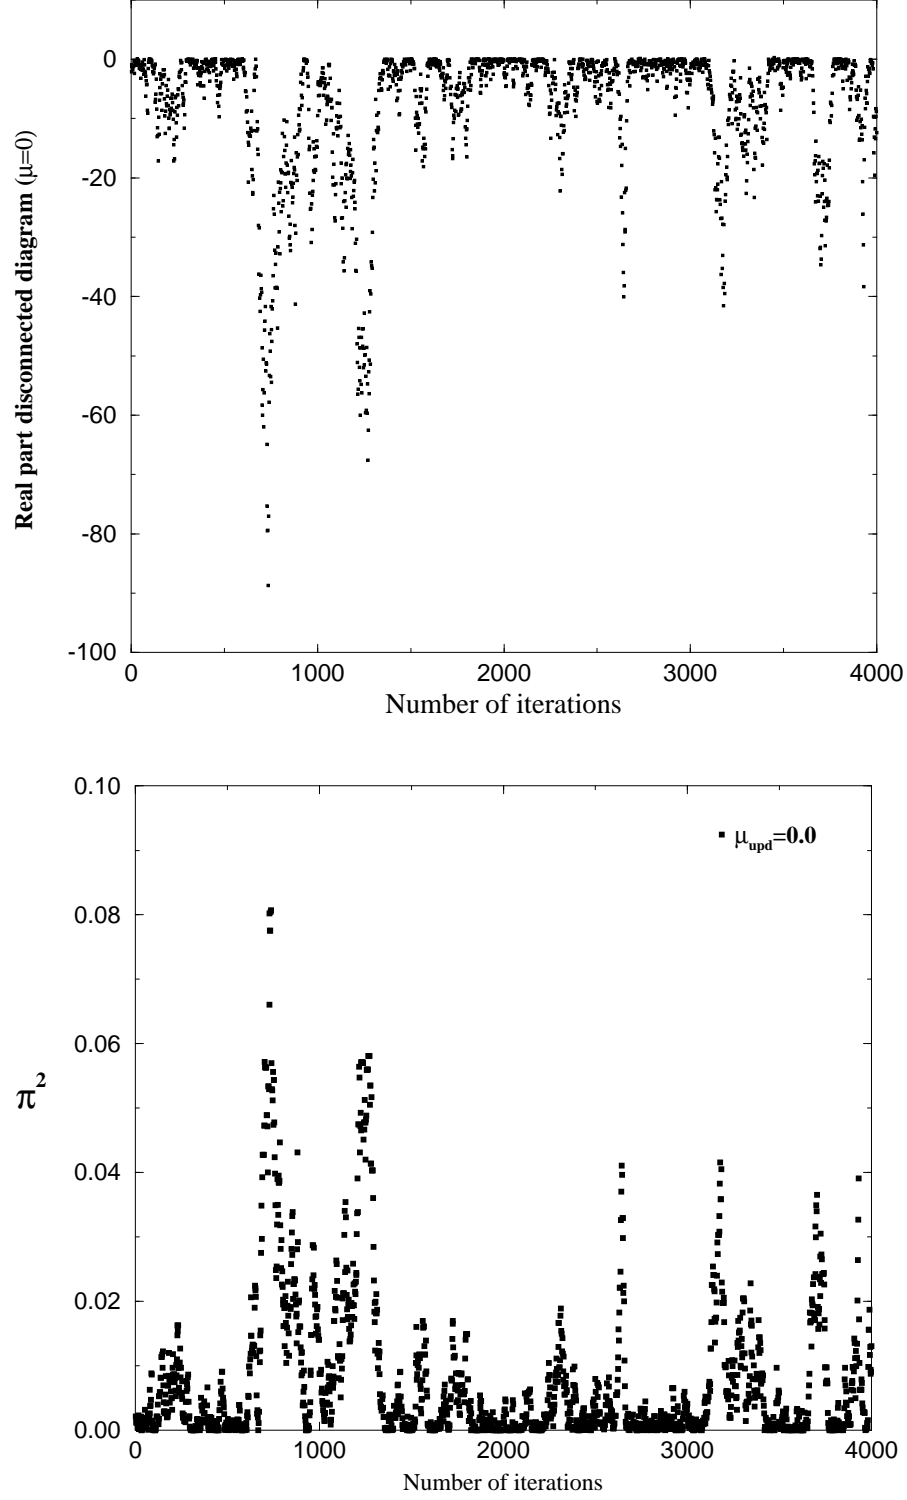 0
-20
-40
-60
-80
-100
Real part disconnected diagram (μ=0)
0 1000 2000 3000 4000
Number of iterations
0.10
0.08
0.06
0.04
0.02
0.00
π²
μupd=0.0
0 1000 2000 3000 4000
Number of iterations